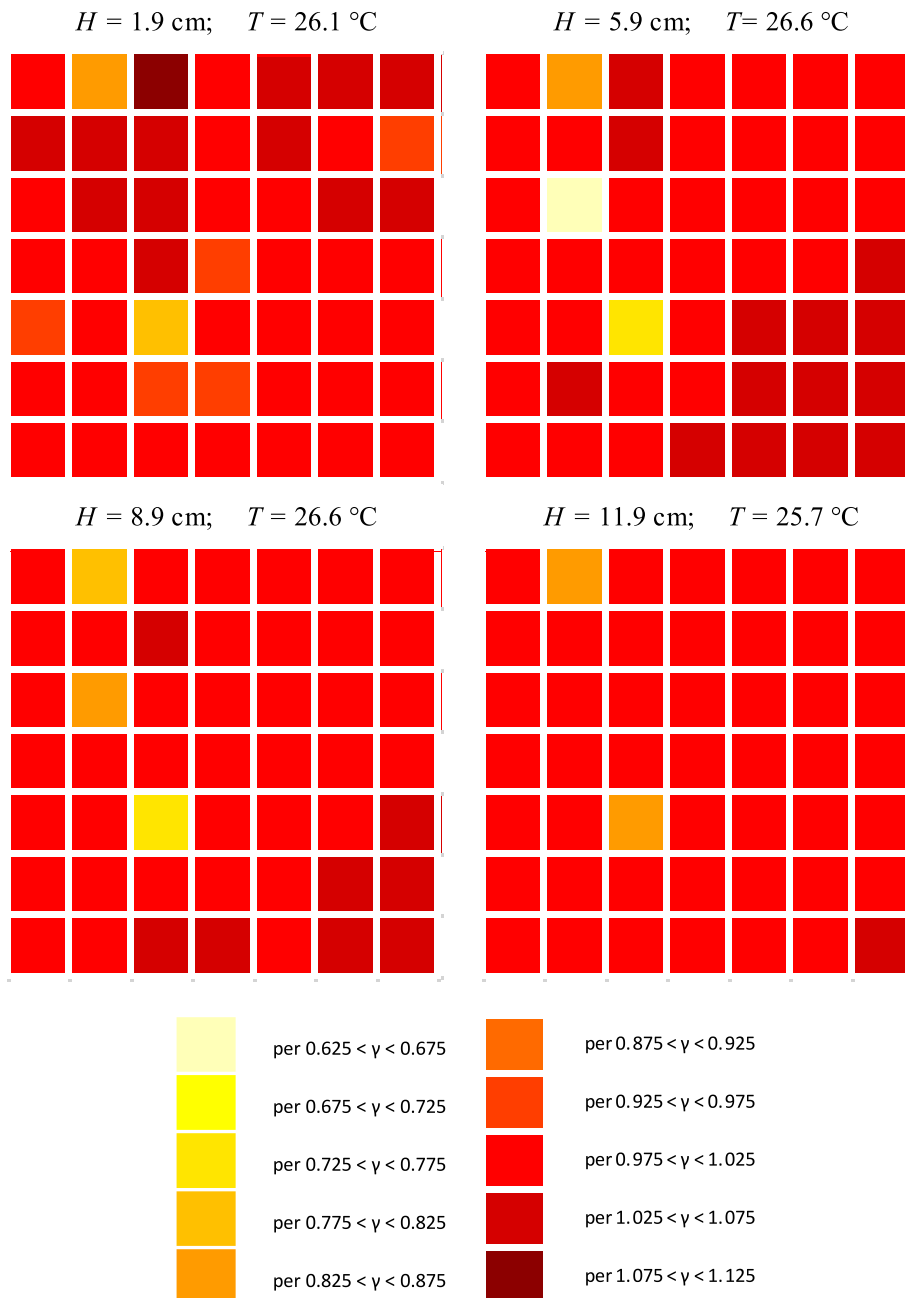 H = 1.9 cm; T = 26.1 °C
H = 5.9 cm; T= 26.6 °C
H = 8.9 cm; T = 26.6 °C
H = 11.9 cm; T = 25.7 °C
per 0.625 < γ < 0.675
per 0.675 < γ < 0.725
per 0.725 < γ < 0.775
per 0.775 < γ < 0.825
per 0.825 < γ < 0.875
per 0.875 < γ < 0.925
per 0.925 < γ < 0.975
per 0.975 < γ < 1.025
per 1.025 < γ < 1.075
per 1.075 < γ < 1.125